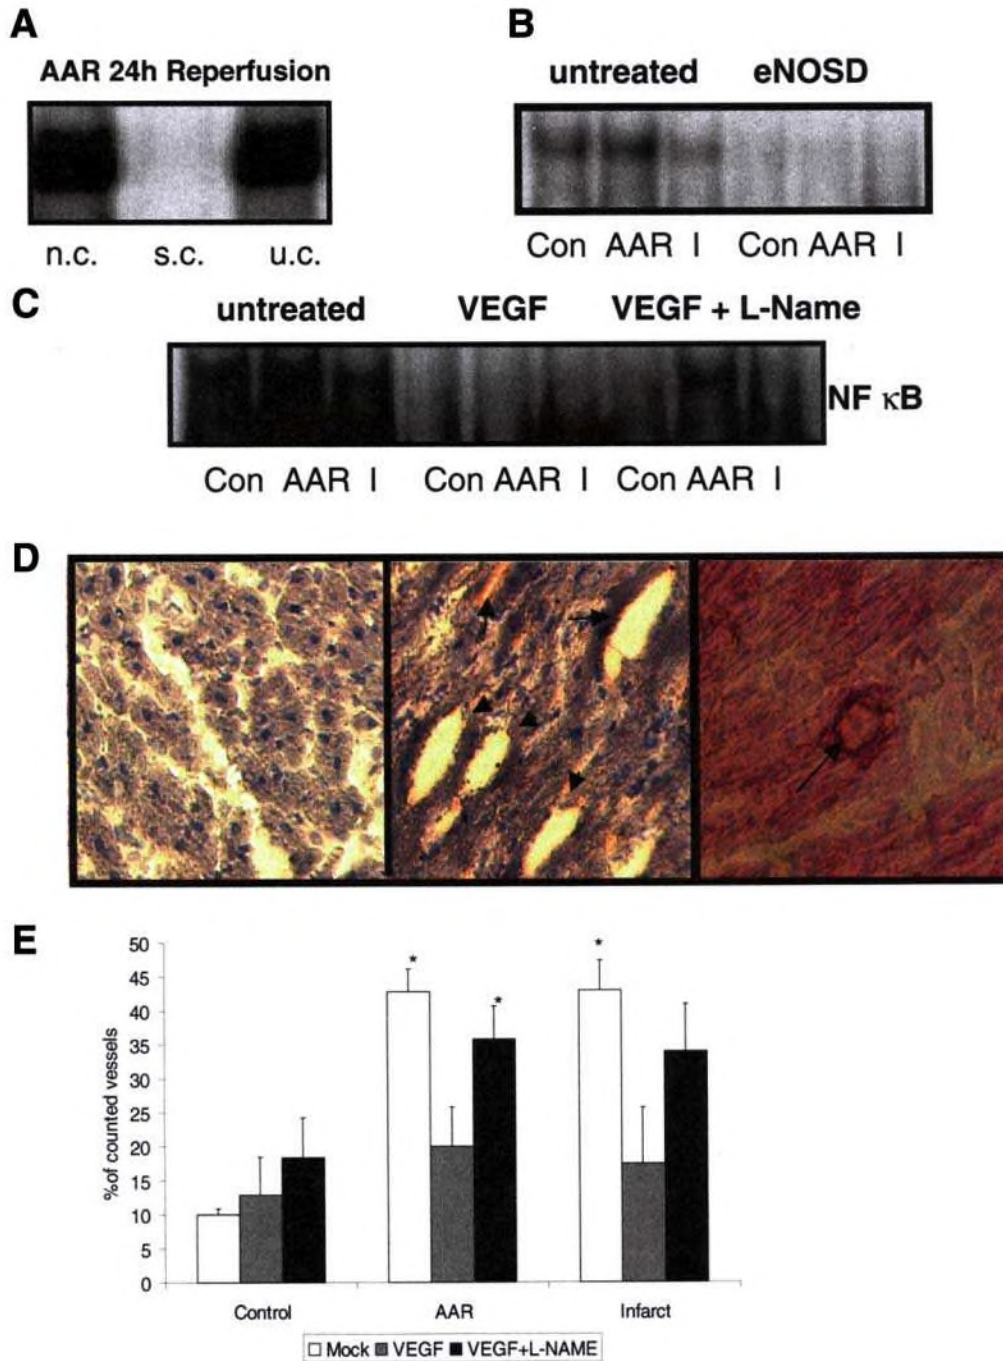 A
AAR 24h Reperfusion
n.c. s.c. u.c.
B
untreated eNOSD
Con AAR I Con AAR I
C
untreated VEGF VEGF + L-Name
NF κB
Con AAR I Con AAR I Con AAR I
D
E
%of counted vessels
50
45
40
35
30
25
20
15
10
5
0
* * *
Control AAR Infarct
Mock VEGF VEGF+L-NAME